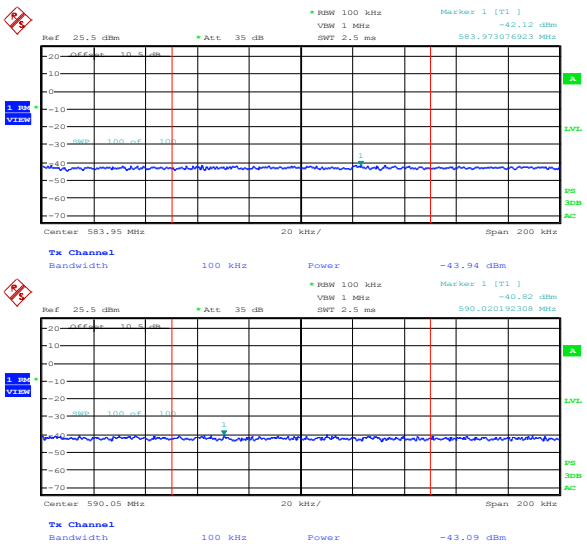 * RBW 100 kHz Marker 1 [T1 ]
VBW 1 MHz -42.12 dBm
Ref 25.5 dBm * Att 35 dB SWT 2.5 ms 583.973076923 MHz
20 Offset 10.5 dB
10 A
0
1 RM *
VIEW -10
-20 LVL
SWP 100 of 100
-30
-40 1
-50
-60 PS
3DB
-70 AC
Center 583.95 MHz 20 kHz/ Span 200 kHz
Tx Channel
Bandwidth 100 kHz Power -43.94 dBm
* RBW 100 kHz Marker 1 [T1 ]
VBW 1 MHz -40.82 dBm
Ref 25.5 dBm * Att 35 dB SWT 2.5 ms 590.020192308 MHz
20 Offset 10.5 dB
10 A
0
1 RM *
VIEW -10
-20 LVL
SWP 100 of 100
-30
-40 1
-50
-60 PS
3DB
-70 AC
Center 590.05 MHz 20 kHz/ Span 200 kHz
Tx Channel
Bandwidth 100 kHz Power -43.09 dBm